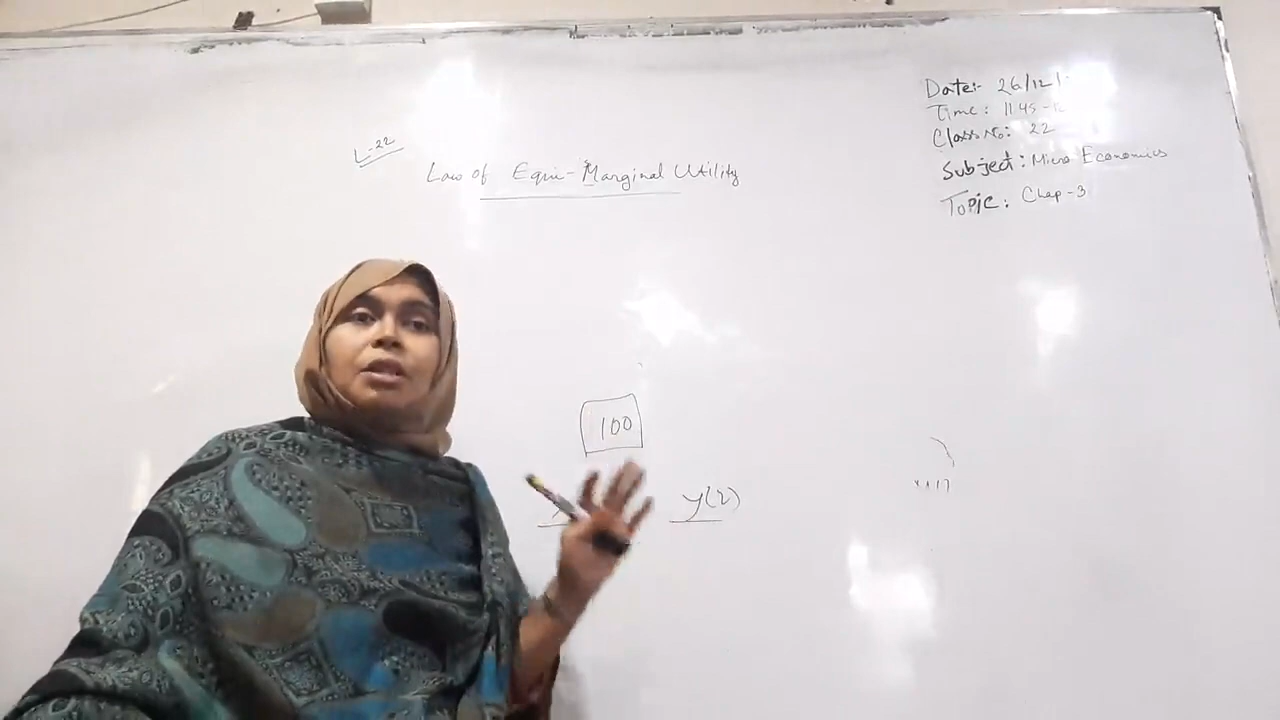 L-22
Law of Equi-Marginal Utility
Date:- 26/12/
Time: 11.45-
Class No: 22
Subject: Micro Economics
Topic: Chap-3
100
y(2)